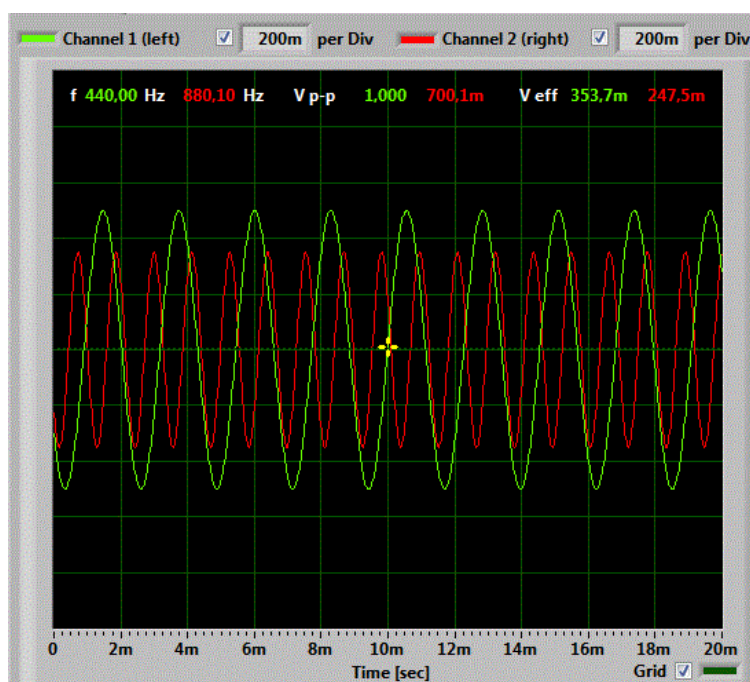 Channel 1 (left) 200m per Div Channel 2 (right) 200m per Div
f 440,00 Hz 880,10 Hz V p-p 1,000 700,1m V eff 353,7m 247,5m
0 2m 4m 6m 8m 10m 12m 14m 16m 18m 20m
Time [sec] Grid